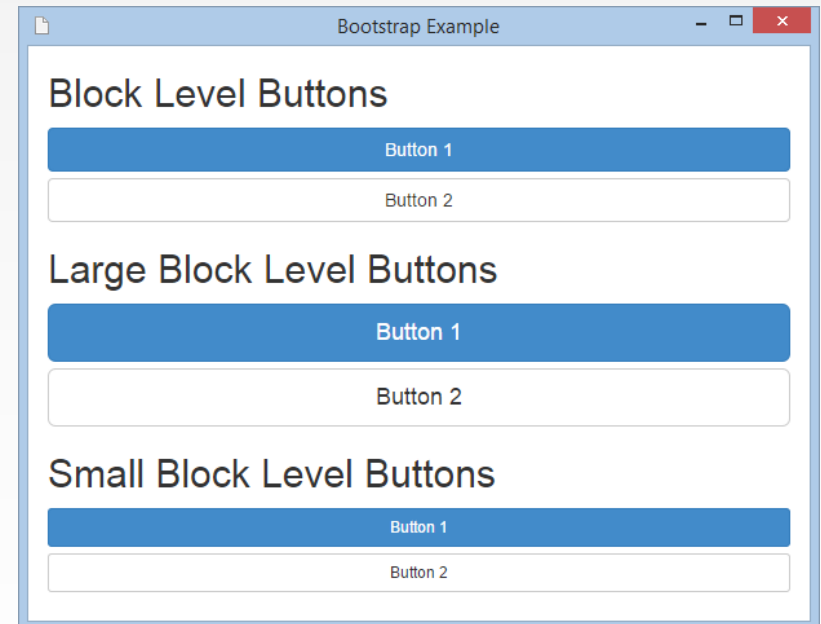 Bootstrap Example
Block Level Buttons
Button 1
Button 2
Large Block Level Buttons
Button 1
Button 2
Small Block Level Buttons
Button 1
Button 2